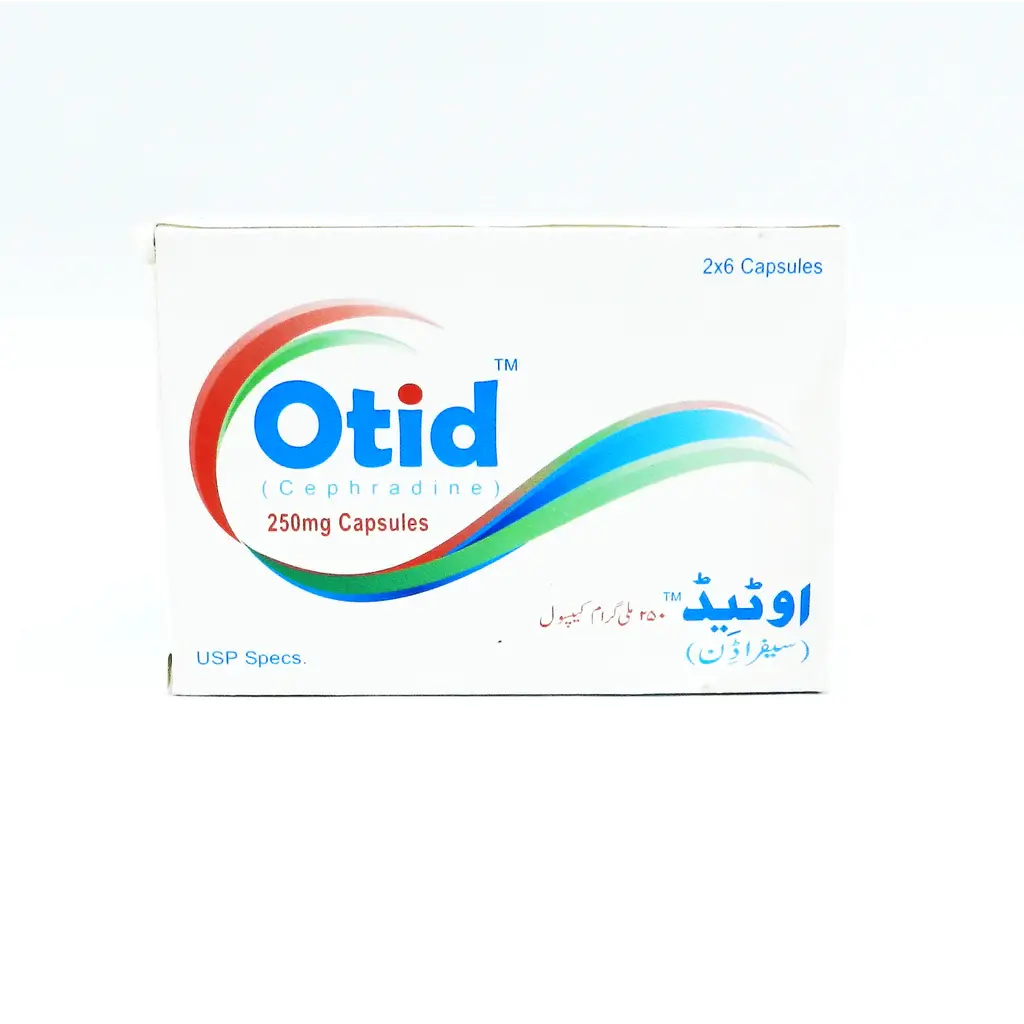 2x6 Capsules
Otid™
(Cephradine)
250mg Capsules
اوٹیڈ™ ۲۵۰ ملی گرام کیپسول
(سیفراڈِن)
USP Specs.